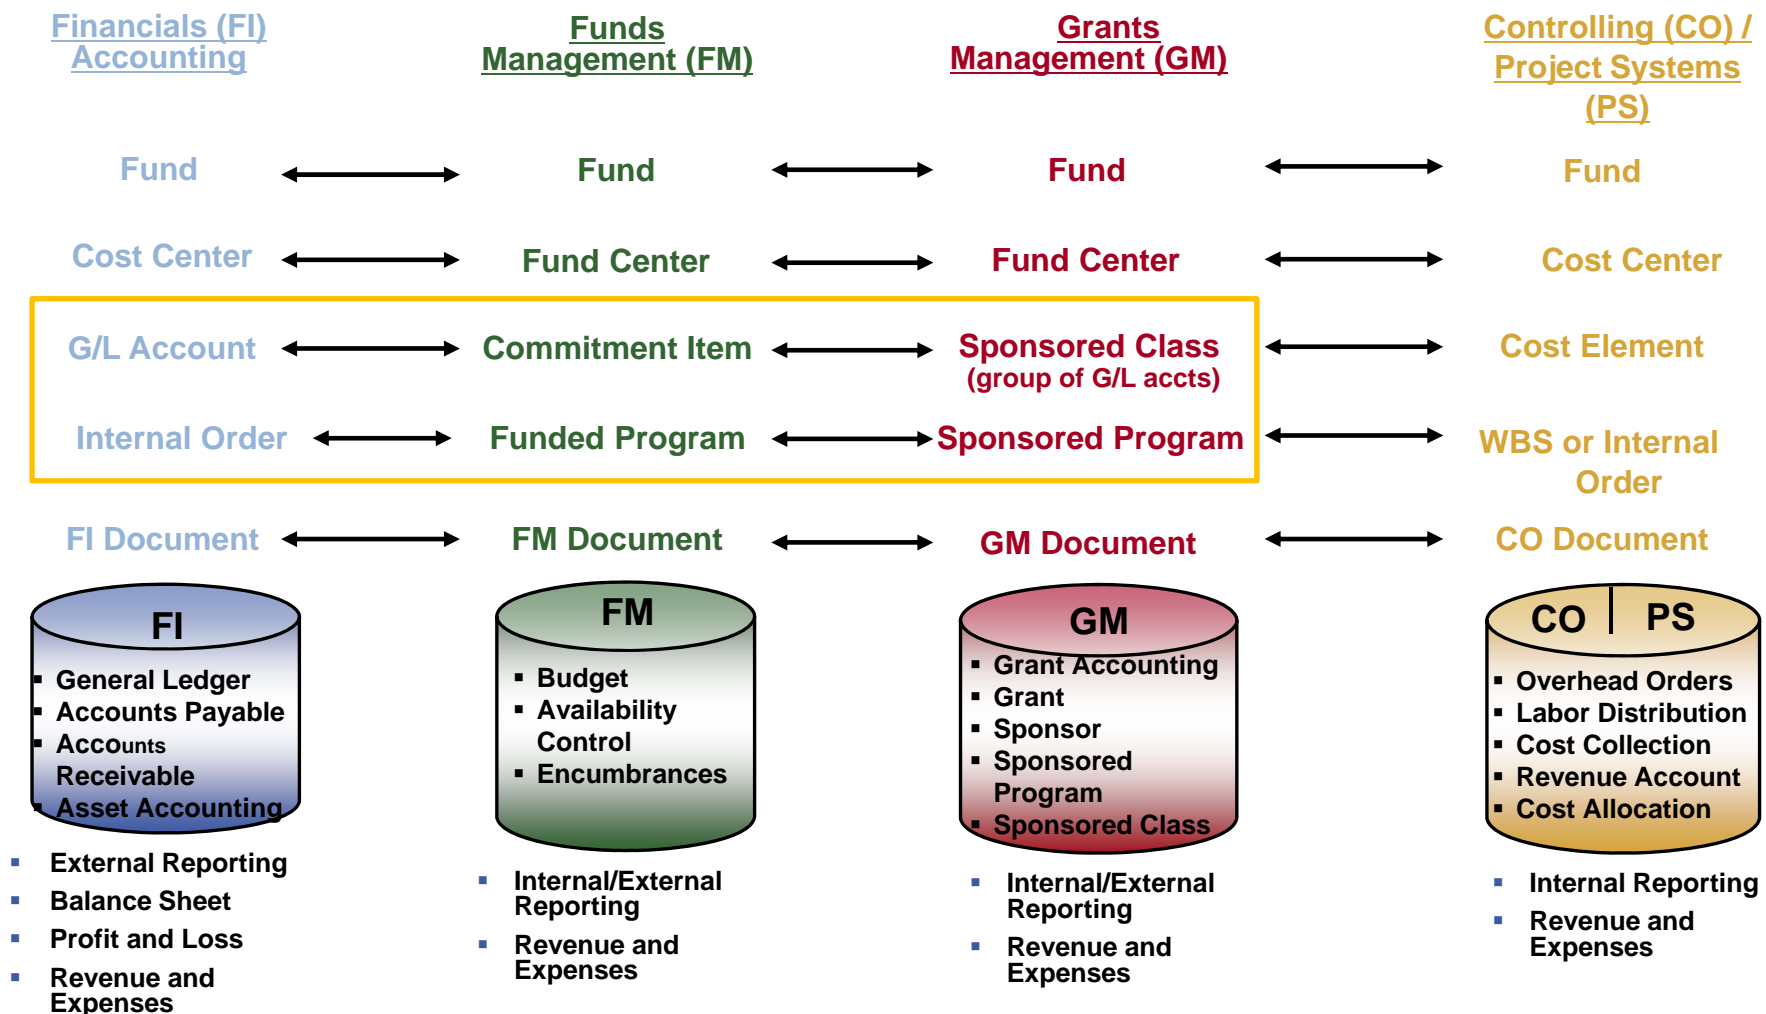 Financials (FI)
Accounting
Funds
Management (FM)
Grants
Management (GM)
Controlling (CO) /
Project Systems
(PS)
Fund
Fund
Fund
Fund
Cost Center
Fund Center
Fund Center
Cost Center
G/L Account
Commitment Item
Sponsored Class
(group of G/L accts)
Cost Element
Internal Order
Funded Program
Sponsored Program
WBS or Internal
Order
FI Document
FM Document
GM Document
CO Document
FI
▪ General Ledger
▪ Accounts Payable
▪ Accounts
Receivable
▪ Asset Accounting
FM
▪ Budget
▪ Availability
Control
▪ Encumbrances
GM
▪ Grant Accounting
▪ Grant
▪ Sponsor
▪ Sponsored
Program
▪ Sponsored Class
CO | PS
▪ Overhead Orders
▪ Labor Distribution
▪ Cost Collection
▪ Revenue Account
▪ Cost Allocation
▪ External Reporting
▪ Balance Sheet
▪ Profit and Loss
▪ Revenue and
Expenses
▪ Internal/External
Reporting
▪ Revenue and
Expenses
▪ Internal/External
Reporting
▪ Revenue and
Expenses
▪ Internal Reporting
▪ Revenue and
Expenses